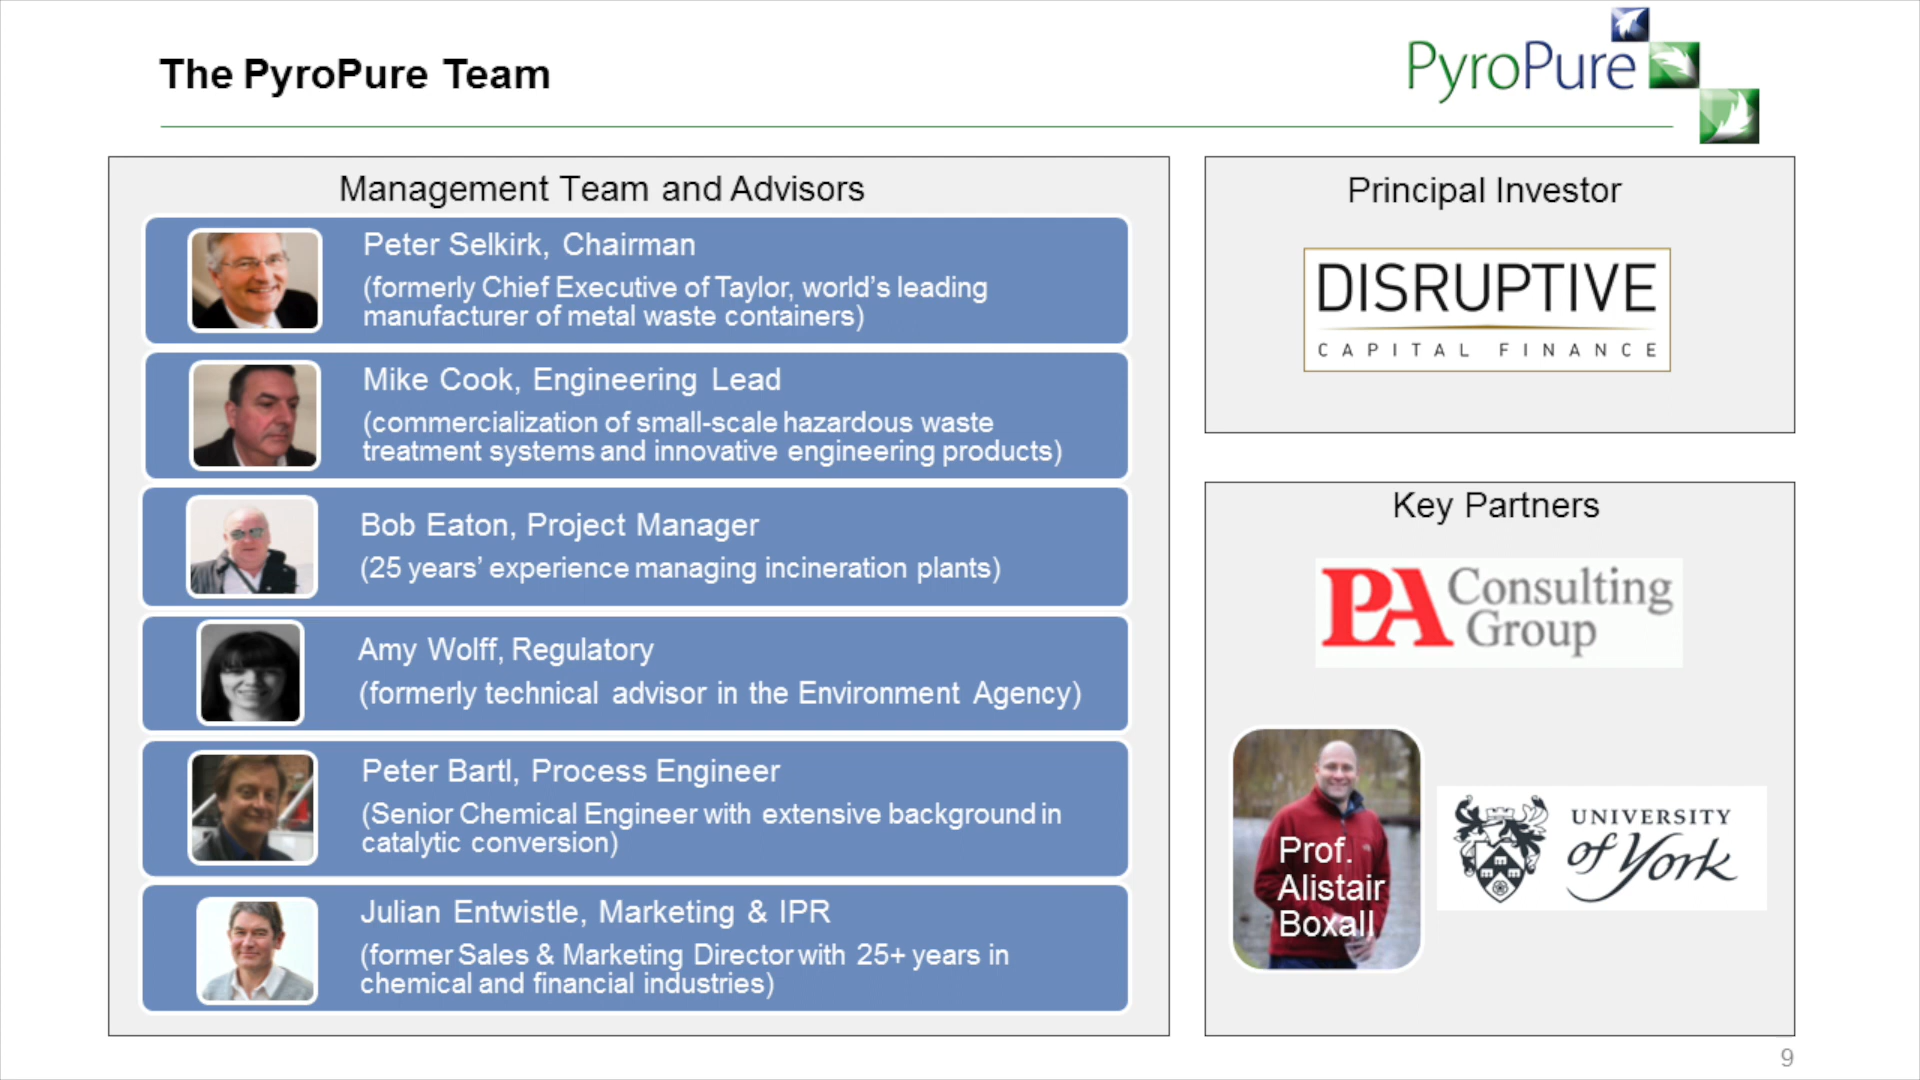 The PyroPure Team
PyroPure
Management Team and Advisors
Peter Selkirk, Chairman
(formerly Chief Executive of Taylor, world’s leading
manufacturer of metal waste containers)
Mike Cook, Engineering Lead
(commercialization of small-scale hazardous waste
treatment systems and innovative engineering products)
Bob Eaton, Project Manager
(25 years’ experience managing incineration plants)
Amy Wolff, Regulatory
(formerly technical advisor in the Environment Agency)
Peter Bartl, Process Engineer
(Senior Chemical Engineer with extensive background in
catalytic conversion)
Julian Entwistle, Marketing & IPR
(former Sales & Marketing Director with 25+ years in
chemical and financial industries)
Principal Investor
DISRUPTIVE
CAPITAL FINANCE
Key Partners
PA Consulting
Group
Prof.
Alistair
Boxall
UNIVERSITY
of York
9